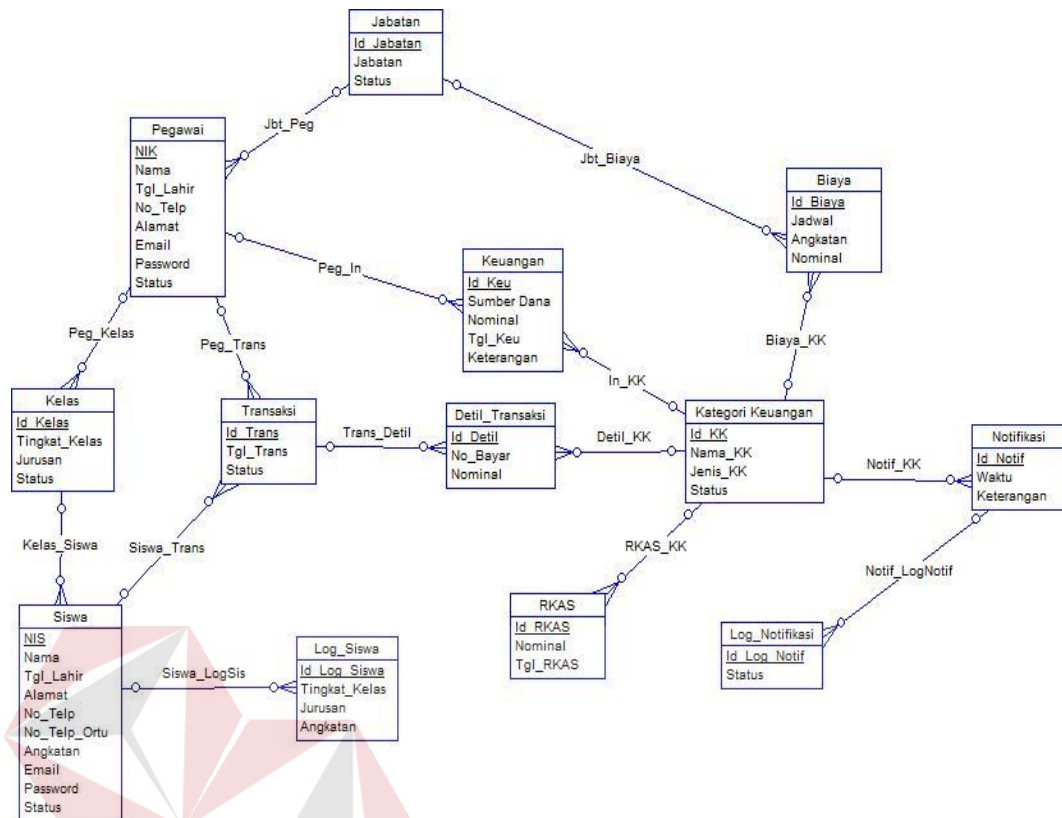 Jabatan
Id_Jabatan
Jabatan
Status
Jbt_Peg
Jbt_Biaya
Pegawai
NIK
Nama
Tgl_Lahir
No_Telp
Alamat
Email
Password
Status
Biaya
Id_Biaya
Jadwal
Angkatan
Nominal
Peg_In
Keuangan
Id_Keu
Sumber Dana
Nominal
Tgl_Keu
Keterangan
Peg_Kelas
Peg_Trans
Biaya_KK
In_KK
Kelas
Id_Kelas
Tingkat_Kelas
Jurusan
Status
Transaksi
Id_Trans
Tgl_Trans
Status
Trans_Detil
Detil_Transaksi
Id_Detil
No_Bayar
Nominal
Detil_KK
Kategori Keuangan
Id_KK
Nama_KK
Jenis_KK
Status
Notif_KK
Notifikasi
Id_Notif
Waktu
Keterangan
Kelas_Siswa
Siswa_Trans
RKAS_KK
Notif_LogNotif
Siswa
NIS
Nama
Tgl_Lahir
Alamat
No_Telp
No_Telp_Ortu
Angkatan
Email
Password
Status
Siswa_LogSis
Log_Siswa
Id_Log_Siswa
Tingkat_Kelas
Jurusan
Angkatan
RKAS
Id_RKAS
Nominal
Tgl_RKAS
Log_Notifikasi
Id_Log_Notif
Status